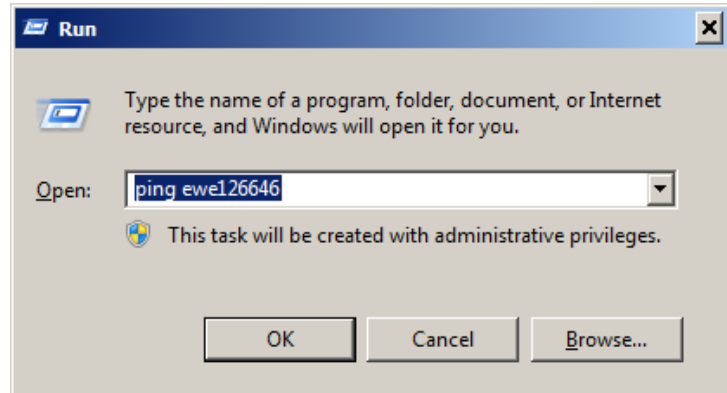 Run
Type the name of a program, folder, document, or Internet
resource, and Windows will open it for you.
Open: ping ewe126646
This task will be created with administrative privileges.
OK Cancel Browse...